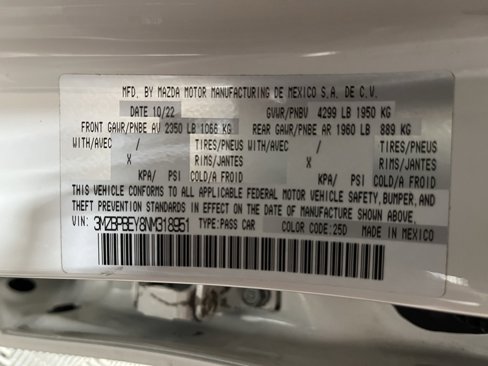 MFD. BY MAZDA MOTOR MANUFACTURING DE MEXICO S.A. DE C.V.
DATE 10/22 GVWR/PNBV 4299 LB 1950 KG
FRONT GAWR/PNBE AV 2350 LB 1066 KG REAR GAWR/PNBE AR 1960 LB 889 KG
WITH/AVEC / TIRES/PNEUS WITH/AVEC / TIRES/PNEUS
X RIMS/JANTES X RIMS/JANTES
KPA/ PSI COLD/A FROID KPA/ PSI COLD/A FROID
THIS VEHICLE CONFORMS TO ALL APPLICABLE FEDERAL MOTOR VEHICLE SAFETY, BUMPER, AND
THEFT PREVENTION STANDARDS IN EFFECT ON THE DATE OF MANUFACTURE SHOWN ABOVE.
VIN: 3MZBPBEY8NM318951 TYPE:PASS CAR COLOR CODE:25D MADE IN MEXICO